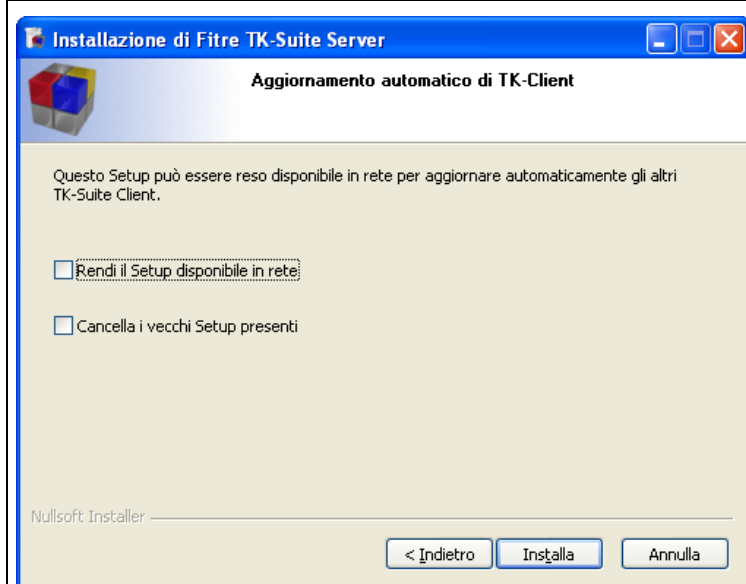 Installazione di Fitre TK-Suite Server
Aggiornamento automatico di TK-Client
Questo Setup può essere reso disponibile in rete per aggiornare automaticamente gli altri
TK-Suite Client.
Rendi il Setup disponibile in rete
Cancella i vecchi Setup presenti
Nullsoft Installer
< Indietro
Installa
Annulla